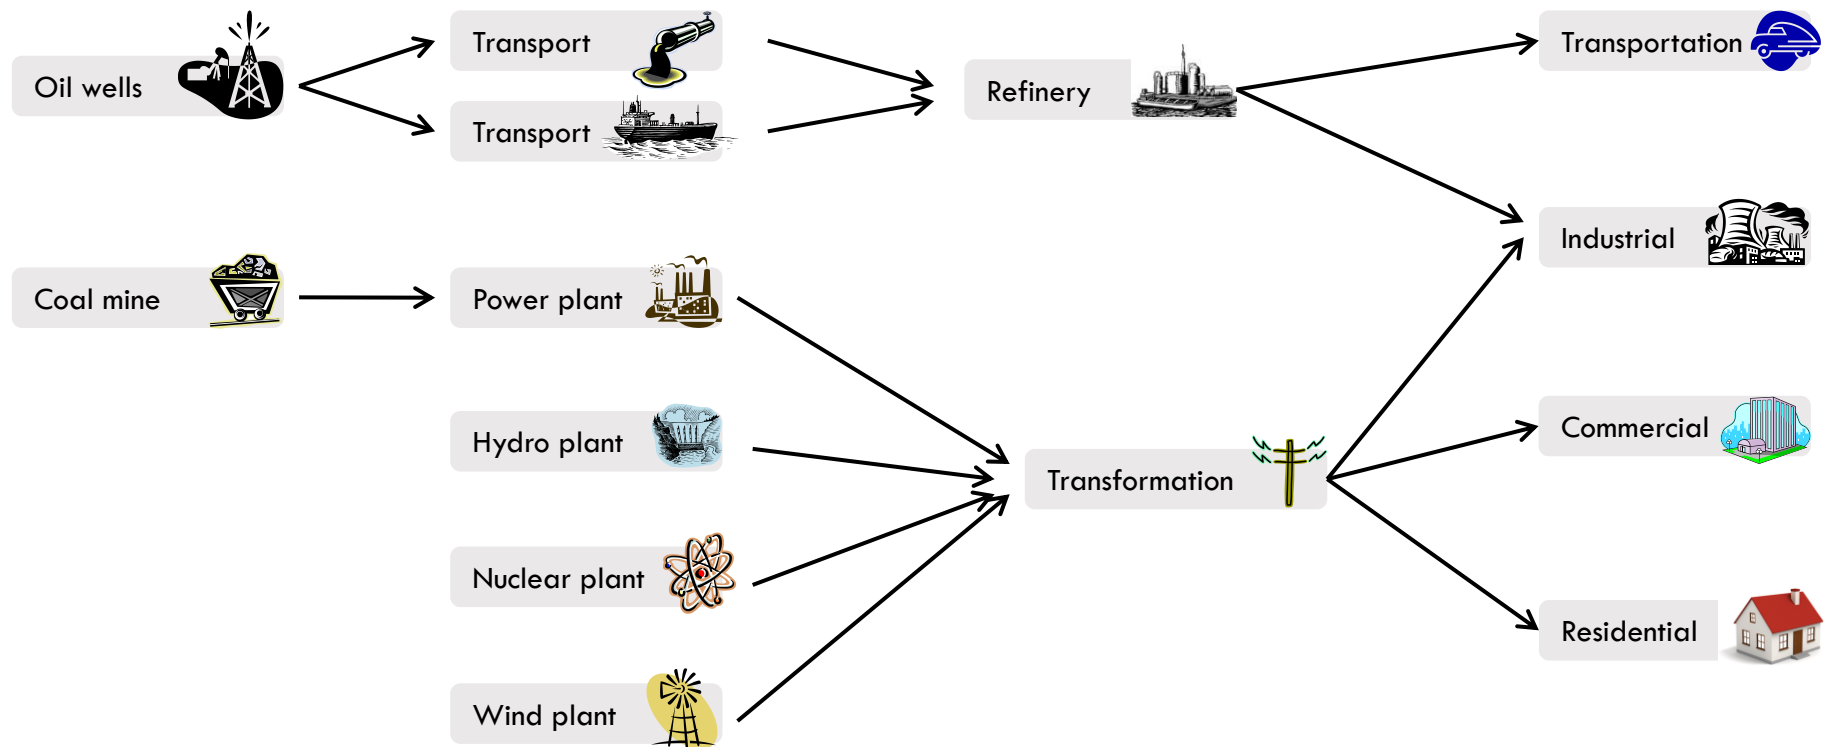 Oil wells
Transport
Transport
Refinery
Transportation
Industrial
Coal mine
Power plant
Hydro plant
Nuclear plant
Wind plant
Transformation
Commercial
Residential